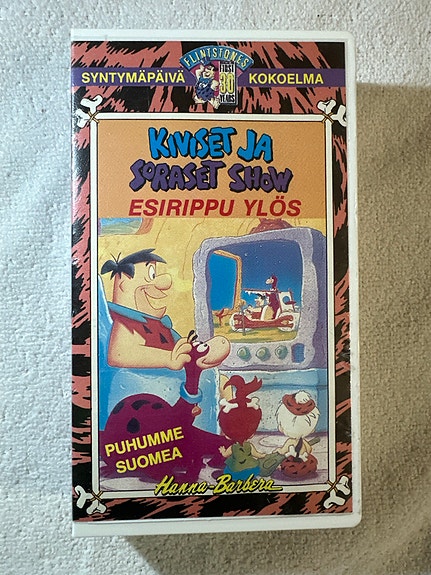 FLINTSTONES
FIRST
30
YEARS
SYNTYMÄPÄIVÄ KOKOELMA
KIVISET JA
SORASET SHOW
ESIRIPPU YLÖS
PUHUMME
SUOMEA
Hanna-Barbera